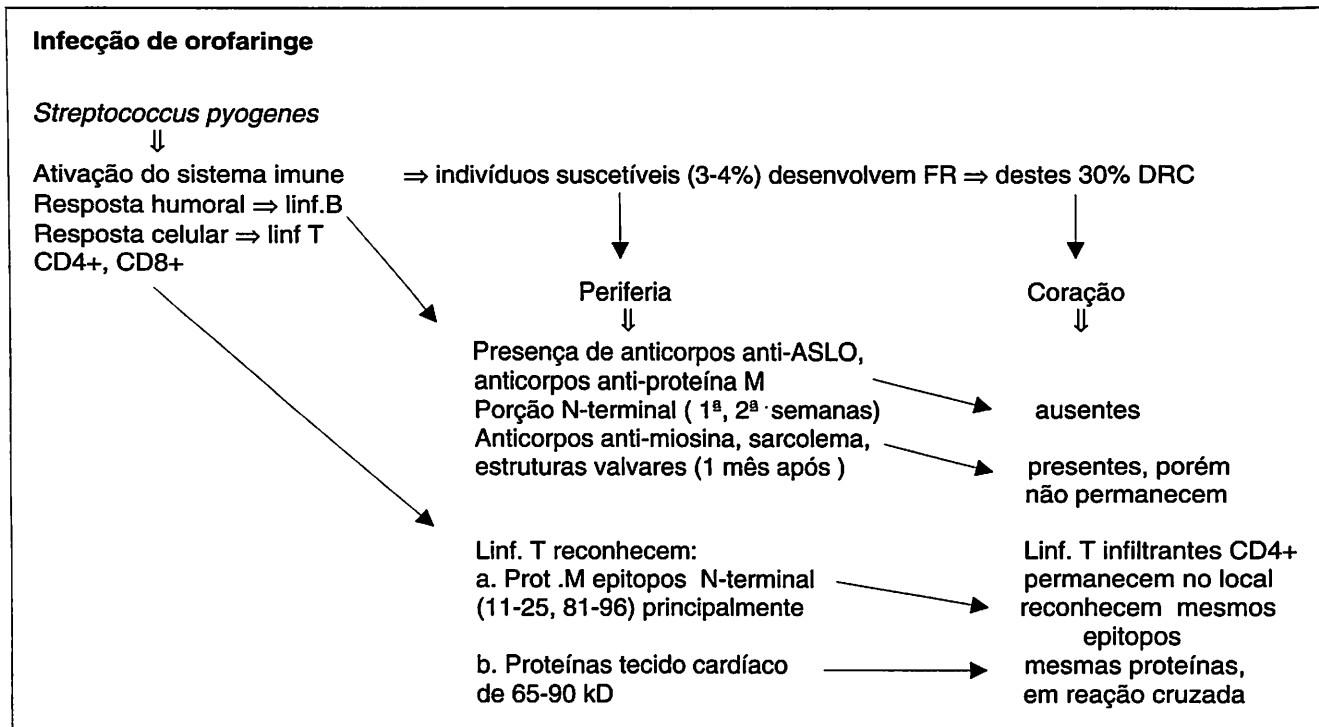 Infecção de orofaringe
Streptococcus pyogenes
⇓
Ativação do sistema imune ⇒ indivíduos suscetíveis (3-4%) desenvolvem FR ⇒ destes 30% DRC
Resposta humoral ⇒ linf.B
Resposta celular ⇒ linf T
CD4+, CD8+
Periferia
⇓
Presença de anticorpos anti-ASLO,
anticorpos anti-proteína M
Porção N-terminal ( 1ª, 2ª semanas)
Anticorpos anti-miosina, sarcolema,
estruturas valvares (1 mês após )
Linf. T reconhecem:
a. Prot .M epitopos N-terminal
(11-25, 81-96) principalmente
b. Proteínas tecido cardíaco
de 65-90 kD
Coração
⇓
ausentes
presentes, porém
não permanecem
Linf. T infiltrantes CD4+
permanecem no local
reconhecem mesmos
epitopos
mesmas proteínas,
em reação cruzada